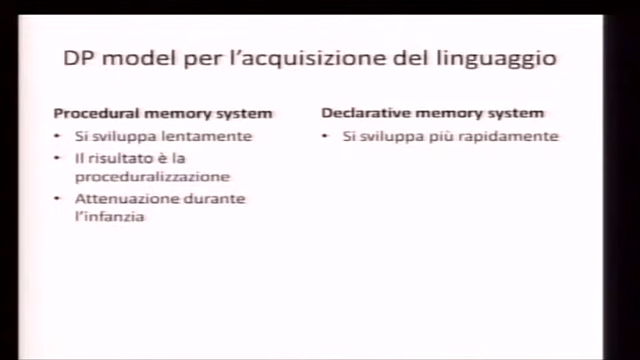 DP model per l'acquisizione del linguaggio
Procedural memory system
• Si sviluppa lentamente
• Il risultato è la
proceduralizzazione
• Attenuazione durante
l'infanzia
Declarative memory system
• Si sviluppa più rapidamente